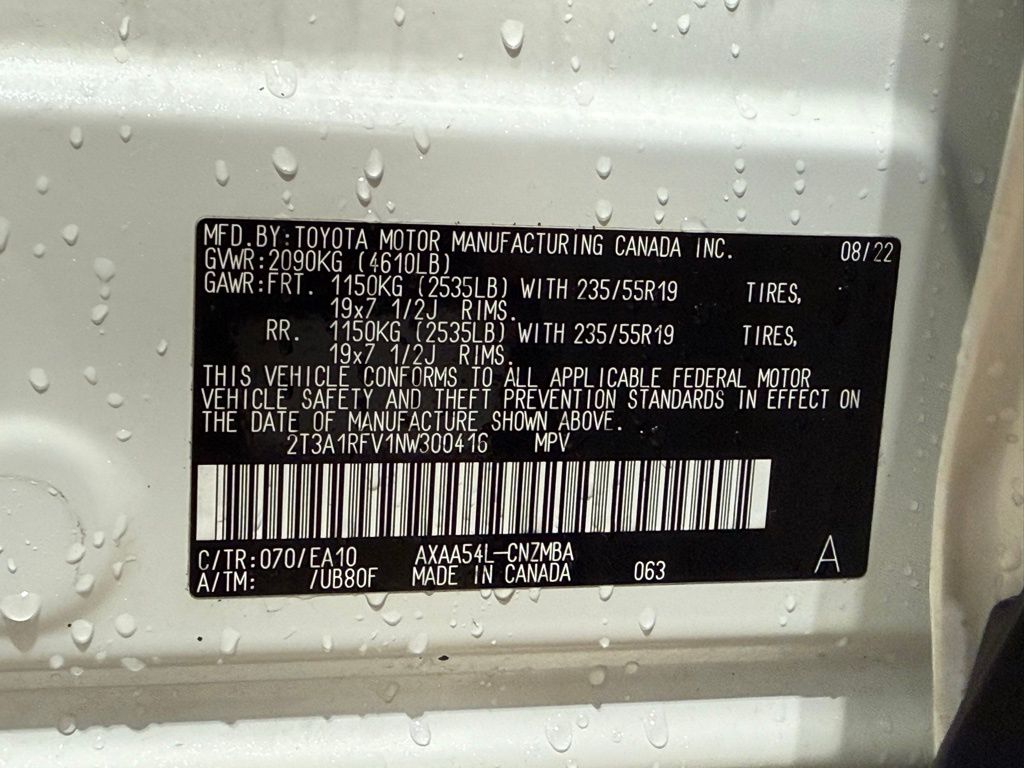 MFD.BY:TOYOTA MOTOR MANUFACTURING CANADA INC. 08/22
GVWR:2090KG (4610LB)
GAWR:FRT. 1150KG (2535LB) WITH 235/55R19 TIRES,
19x7 1/2J RIMS.
RR. 1150KG (2535LB) WITH 235/55R19 TIRES,
19x7 1/2J RIMS.
THIS VEHICLE CONFORMS TO ALL APPLICABLE FEDERAL MOTOR
VEHICLE SAFETY AND THEFT PREVENTION STANDARDS IN EFFECT ON
THE DATE OF MANUFACTURE SHOWN ABOVE.
2T3A1RFV1NW300416 MPV
C/TR:070/EA10 AXAA54L-CNZMBA A
A/TM: /UB80F MADE IN CANADA 063